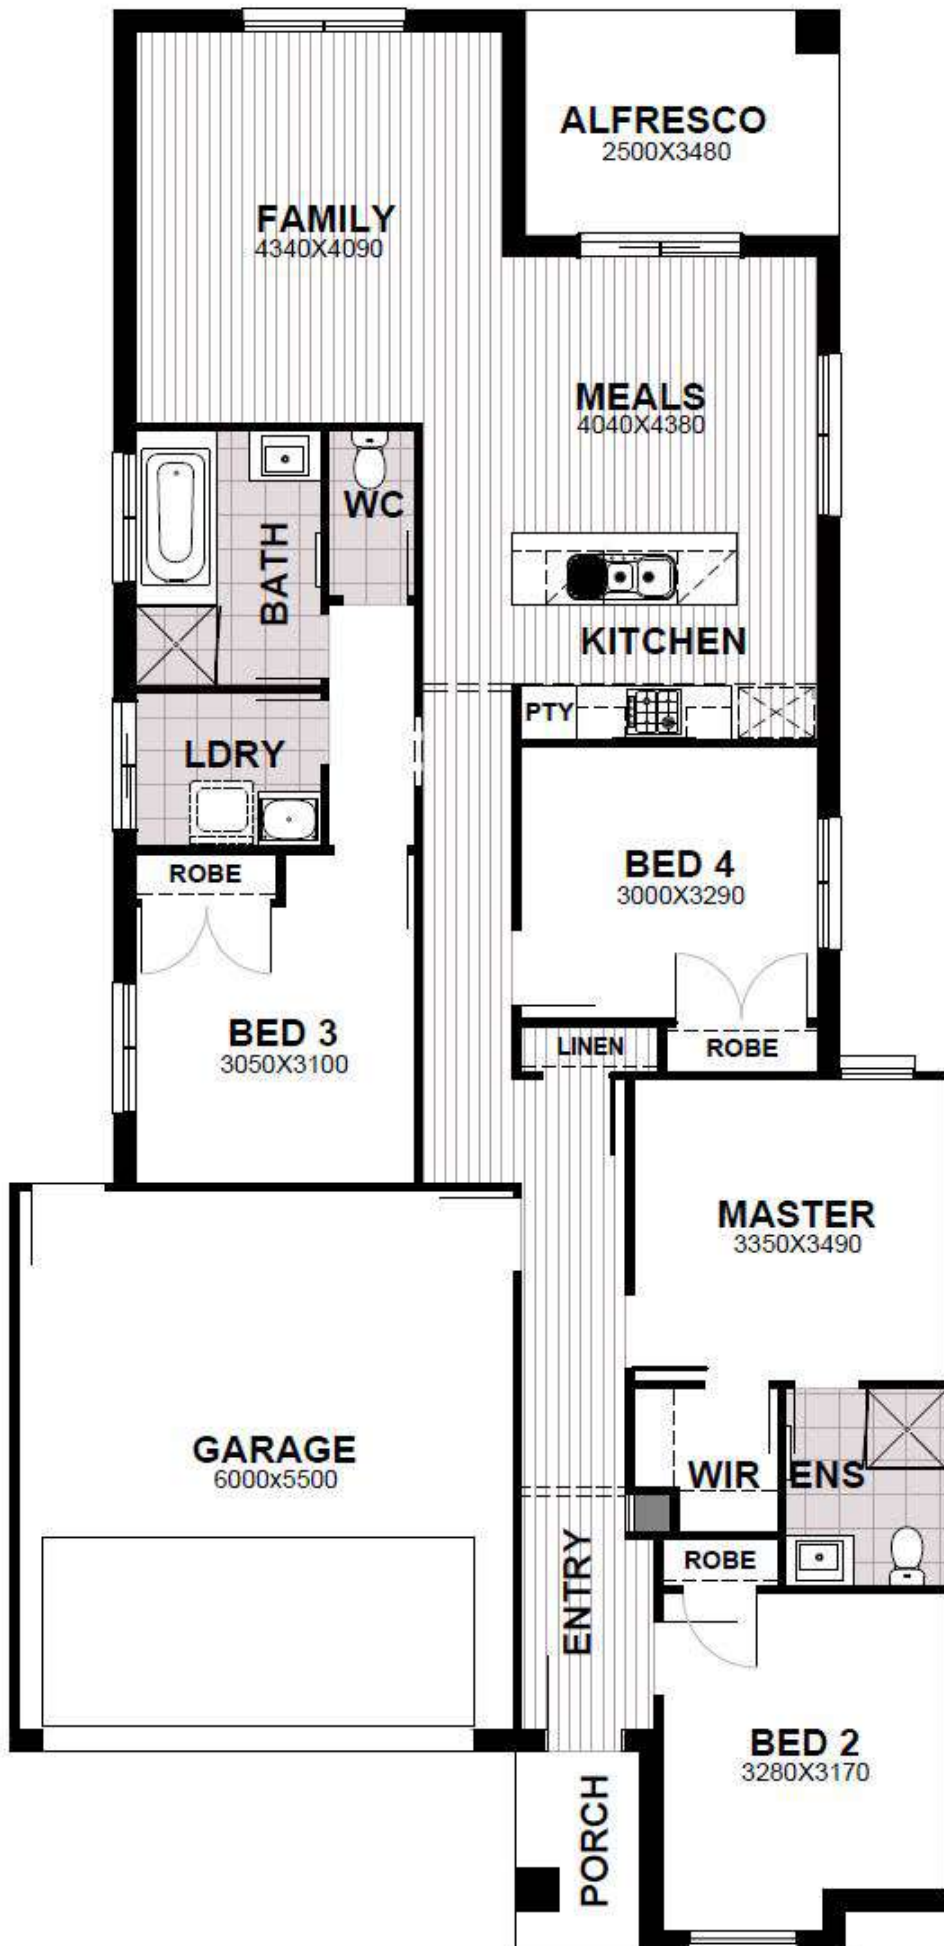 ALFRESCO
2500X3480
FAMILY
4340X4090
MEALS
4040X4380
WC
BATH
KITCHEN
PTY
LDRY
ROBE
BED 4
3000X3290
BED 3
3050X3100
LINEN
ROBE
MASTER
3350X3490
GARAGE
6000x5500
WIR
ENS
ROBE
ENTRY
BED 2
3280X3170
PORCH